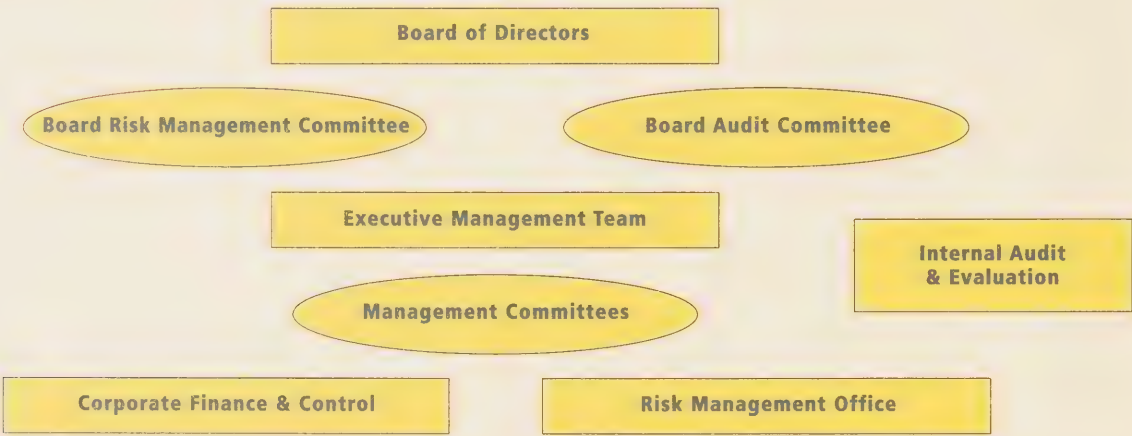 Board of Directors
Board Risk Management Committee
Board Audit Committee
Executive Management Team
Internal Audit
& Evaluation
Management Committees
Corporate Finance & Control
Risk Management Office